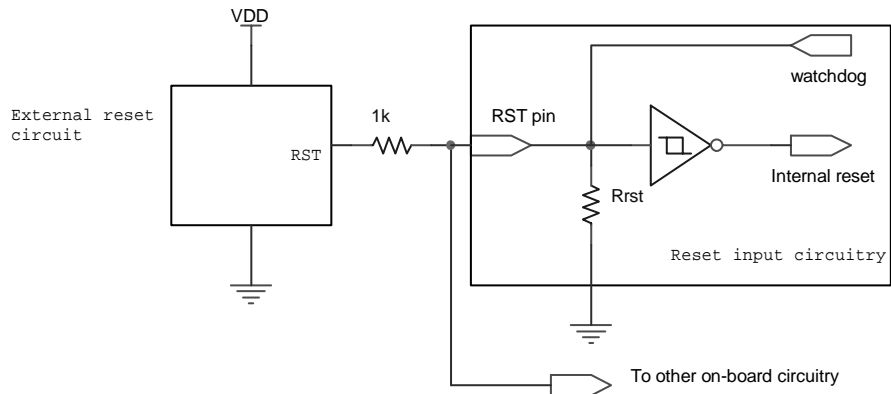 VDD
External reset
circuit
RST
1k
RST pin
watchdog
Internal reset
Rrst
Reset input circuitry
To other on-board circuitry